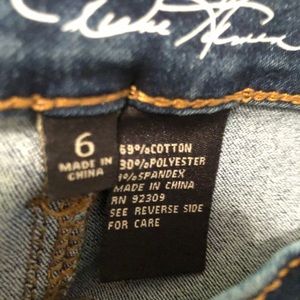 6
MADE IN
CHINA
69%COTTON
30%POLYESTER
1%SPANDEX
MADE IN CHINA
RN 92309
SEE REVERSE SIDE
FOR CARE